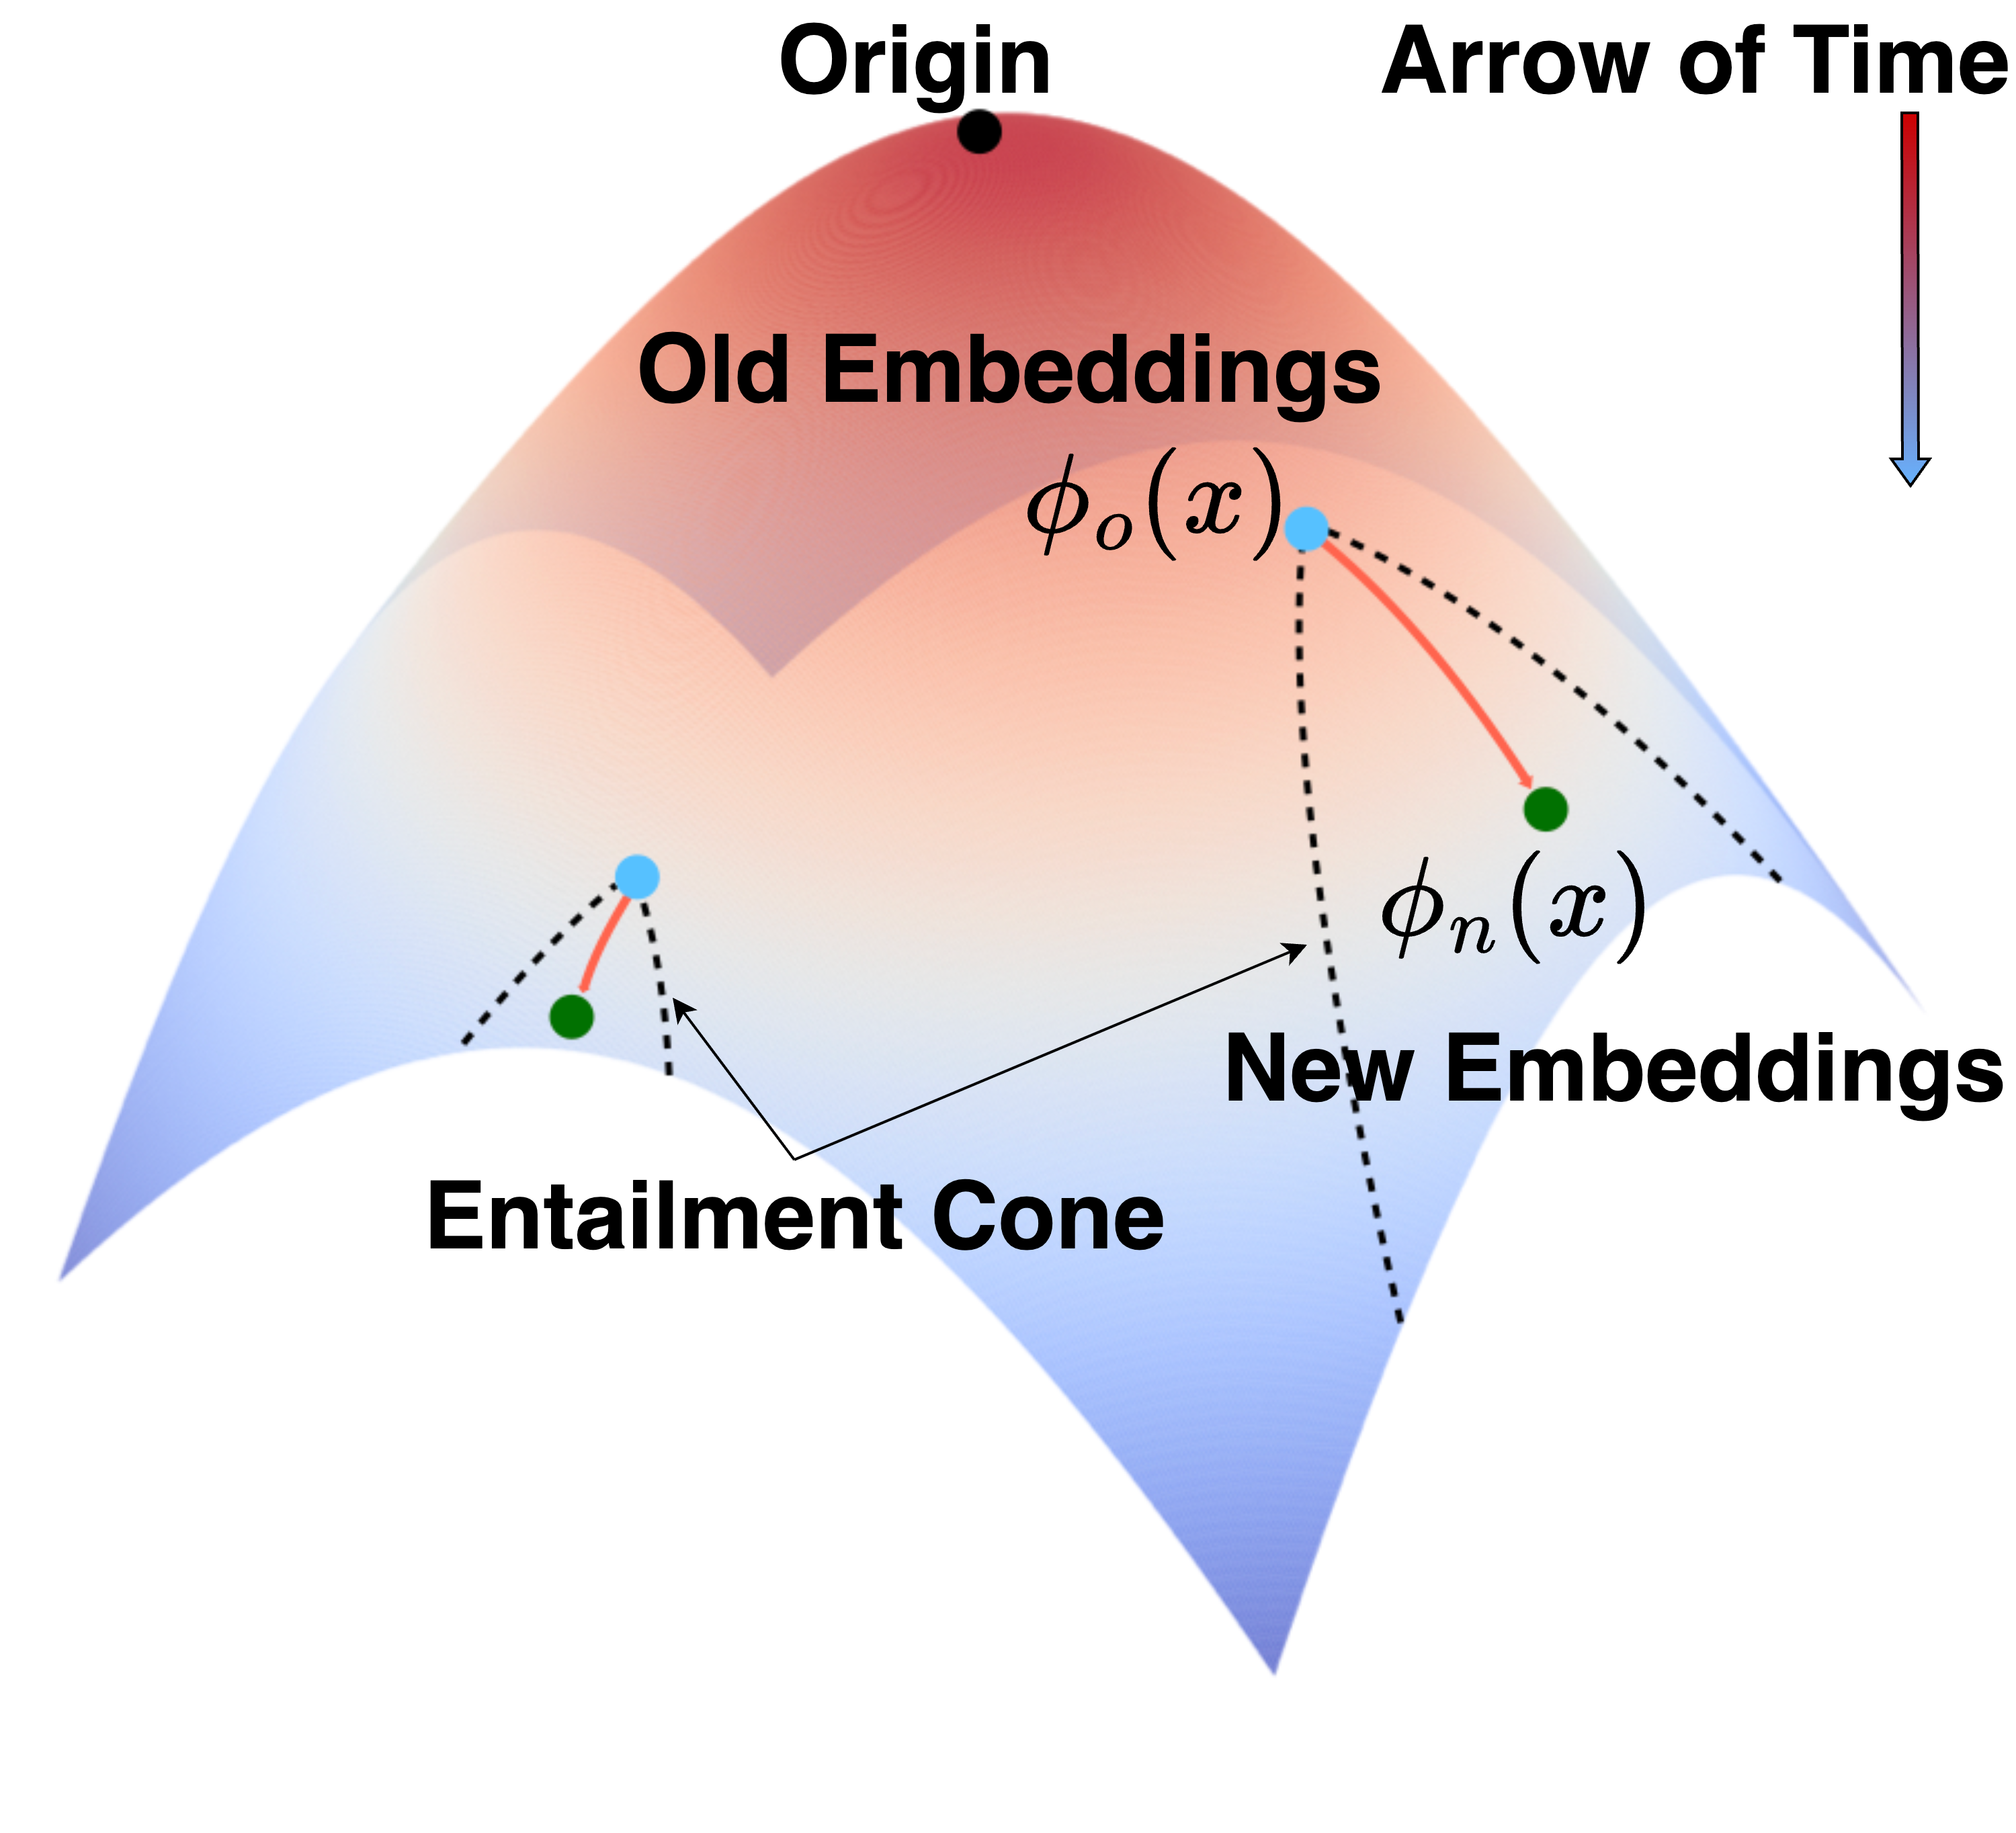 Origin
Arrow of Time
Old Embeddings
ϕₒ(x)
ϕₙ(x)
New Embeddings
Entailment Cone